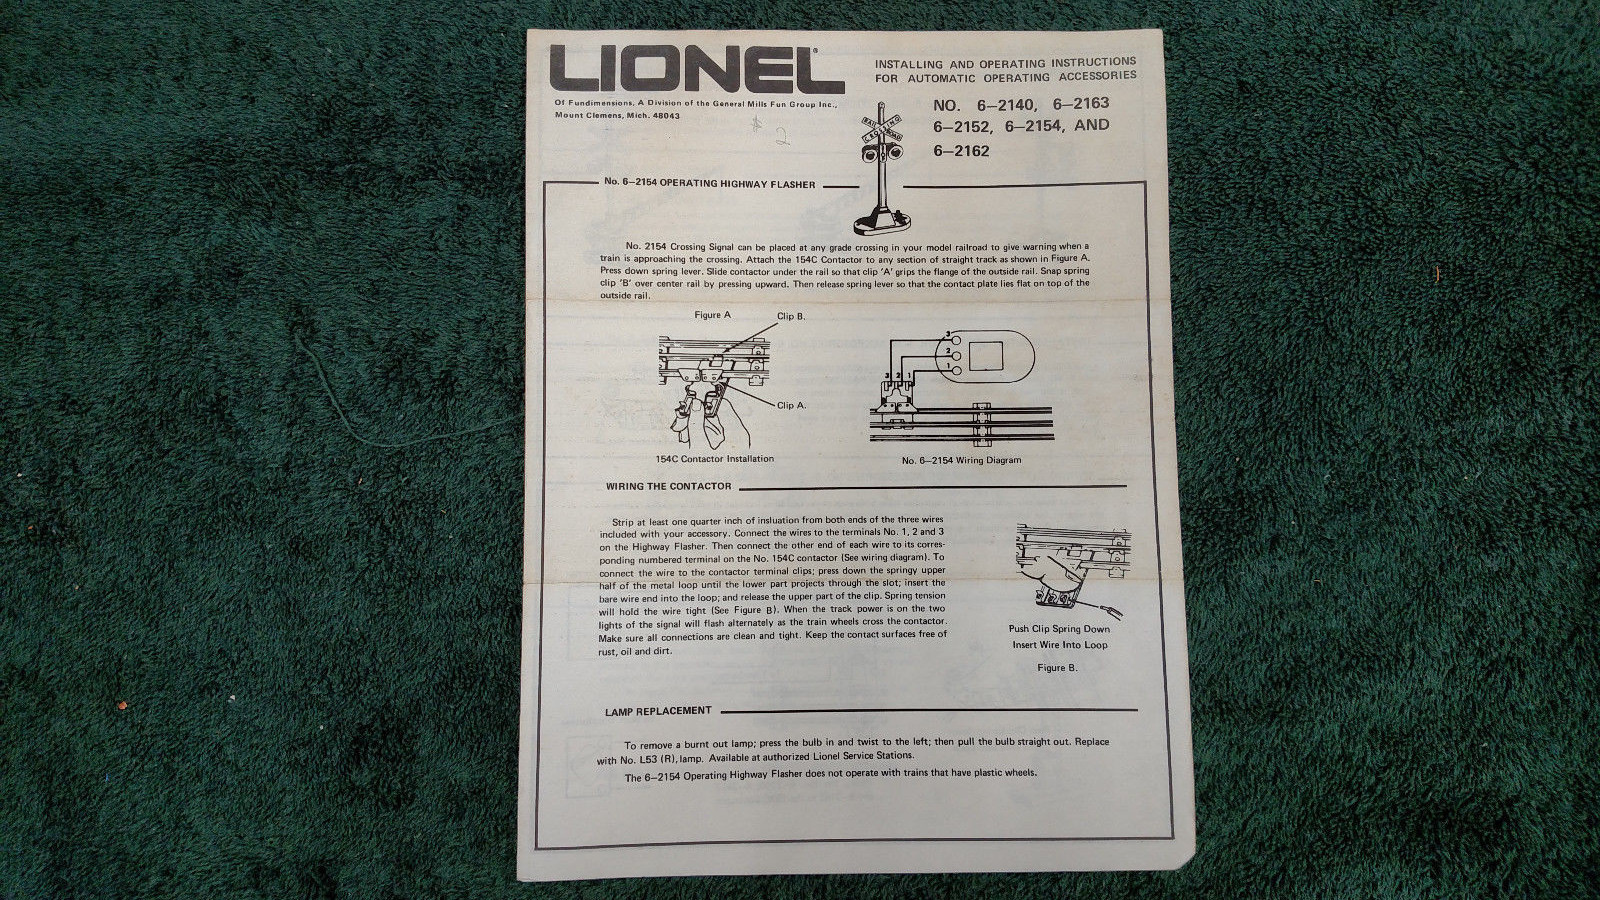 LIONEL®
Of Fundimensions, A Division of the General Mills Fun Group Inc.,
Mount Clemens, Mich. 48043
$ 2
INSTALLING AND OPERATING INSTRUCTIONS
FOR AUTOMATIC OPERATING ACCESSORIES
NO. 6–2140, 6–2163
6–2152, 6–2154, AND
6–2162
RAIL CROSSING ROAD
No. 6–2154 OPERATING HIGHWAY FLASHER
No. 2154 Crossing Signal can be placed at any grade crossing in your model railroad to give warning when a
train is approaching the crossing. Attach the 154C Contactor to any section of straight track as shown in Figure A.
Press down spring lever. Slide contactor under the rail so that clip 'A' grips the flange of the outside rail. Snap spring
clip 'B' over center rail by pressing upward. Then release spring lever so that the contact plate lies flat on top of the
outside rail.
Figure A
Clip B.
Clip A.
154C Contactor Installation
3
2
1
3 2 1
No. 6–2154 Wiring Diagram
WIRING THE CONTACTOR
Strip at least one quarter inch of insluation from both ends of the three wires
included with your accessory. Connect the wires to the terminals No. 1, 2 and 3
on the Highway Flasher. Then connect the other end of each wire to its corres-
ponding numbered terminal on the No. 154C contactor (See wiring diagram). To
connect the wire to the contactor terminal clips; press down the springy upper
half of the metal loop until the lower part projects through the slot; insert the
bare wire end into the loop; and release the upper part of the clip. Spring tension
will hold the wire tight (See Figure B). When the track power is on the two
lights of the signal will flash alternately as the train wheels cross the contactor.
Make sure all connections are clean and tight. Keep the contact surfaces free of
rust, oil and dirt.
Push Clip Spring Down
Insert Wire Into Loop
Figure B.
LAMP REPLACEMENT
To remove a burnt out lamp; press the bulb in and twist to the left; then pull the bulb straight out. Replace
with No. L53 (R), lamp. Available at authorized Lionel Service Stations.
The 6–2154 Operating Highway Flasher does not operate with trains that have plastic wheels.